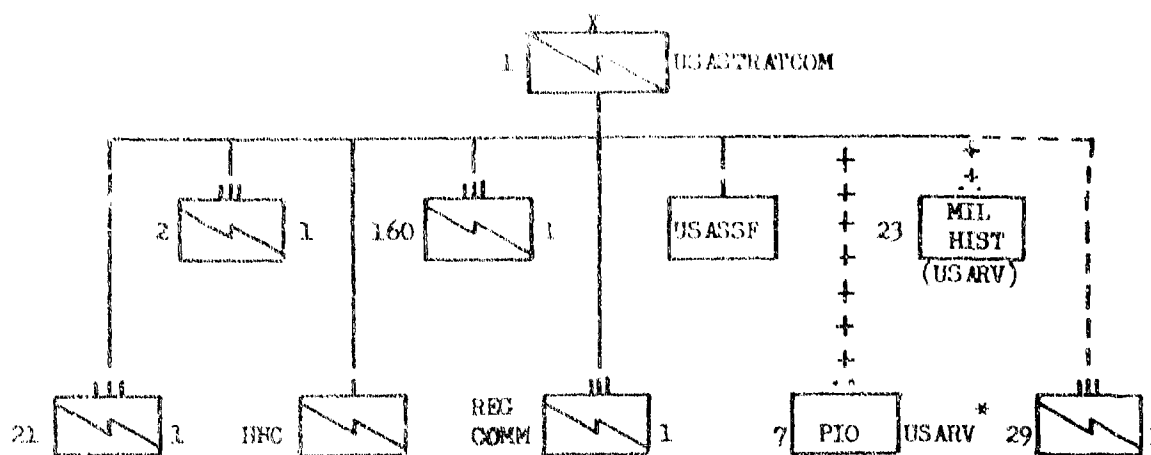 X
1 USASTRATCOM
2 1
160 1
USASSF
23 MIL
HIST
(USARV)
21 1
HHC
REG
COMM 1
7 PIO USARV *
29